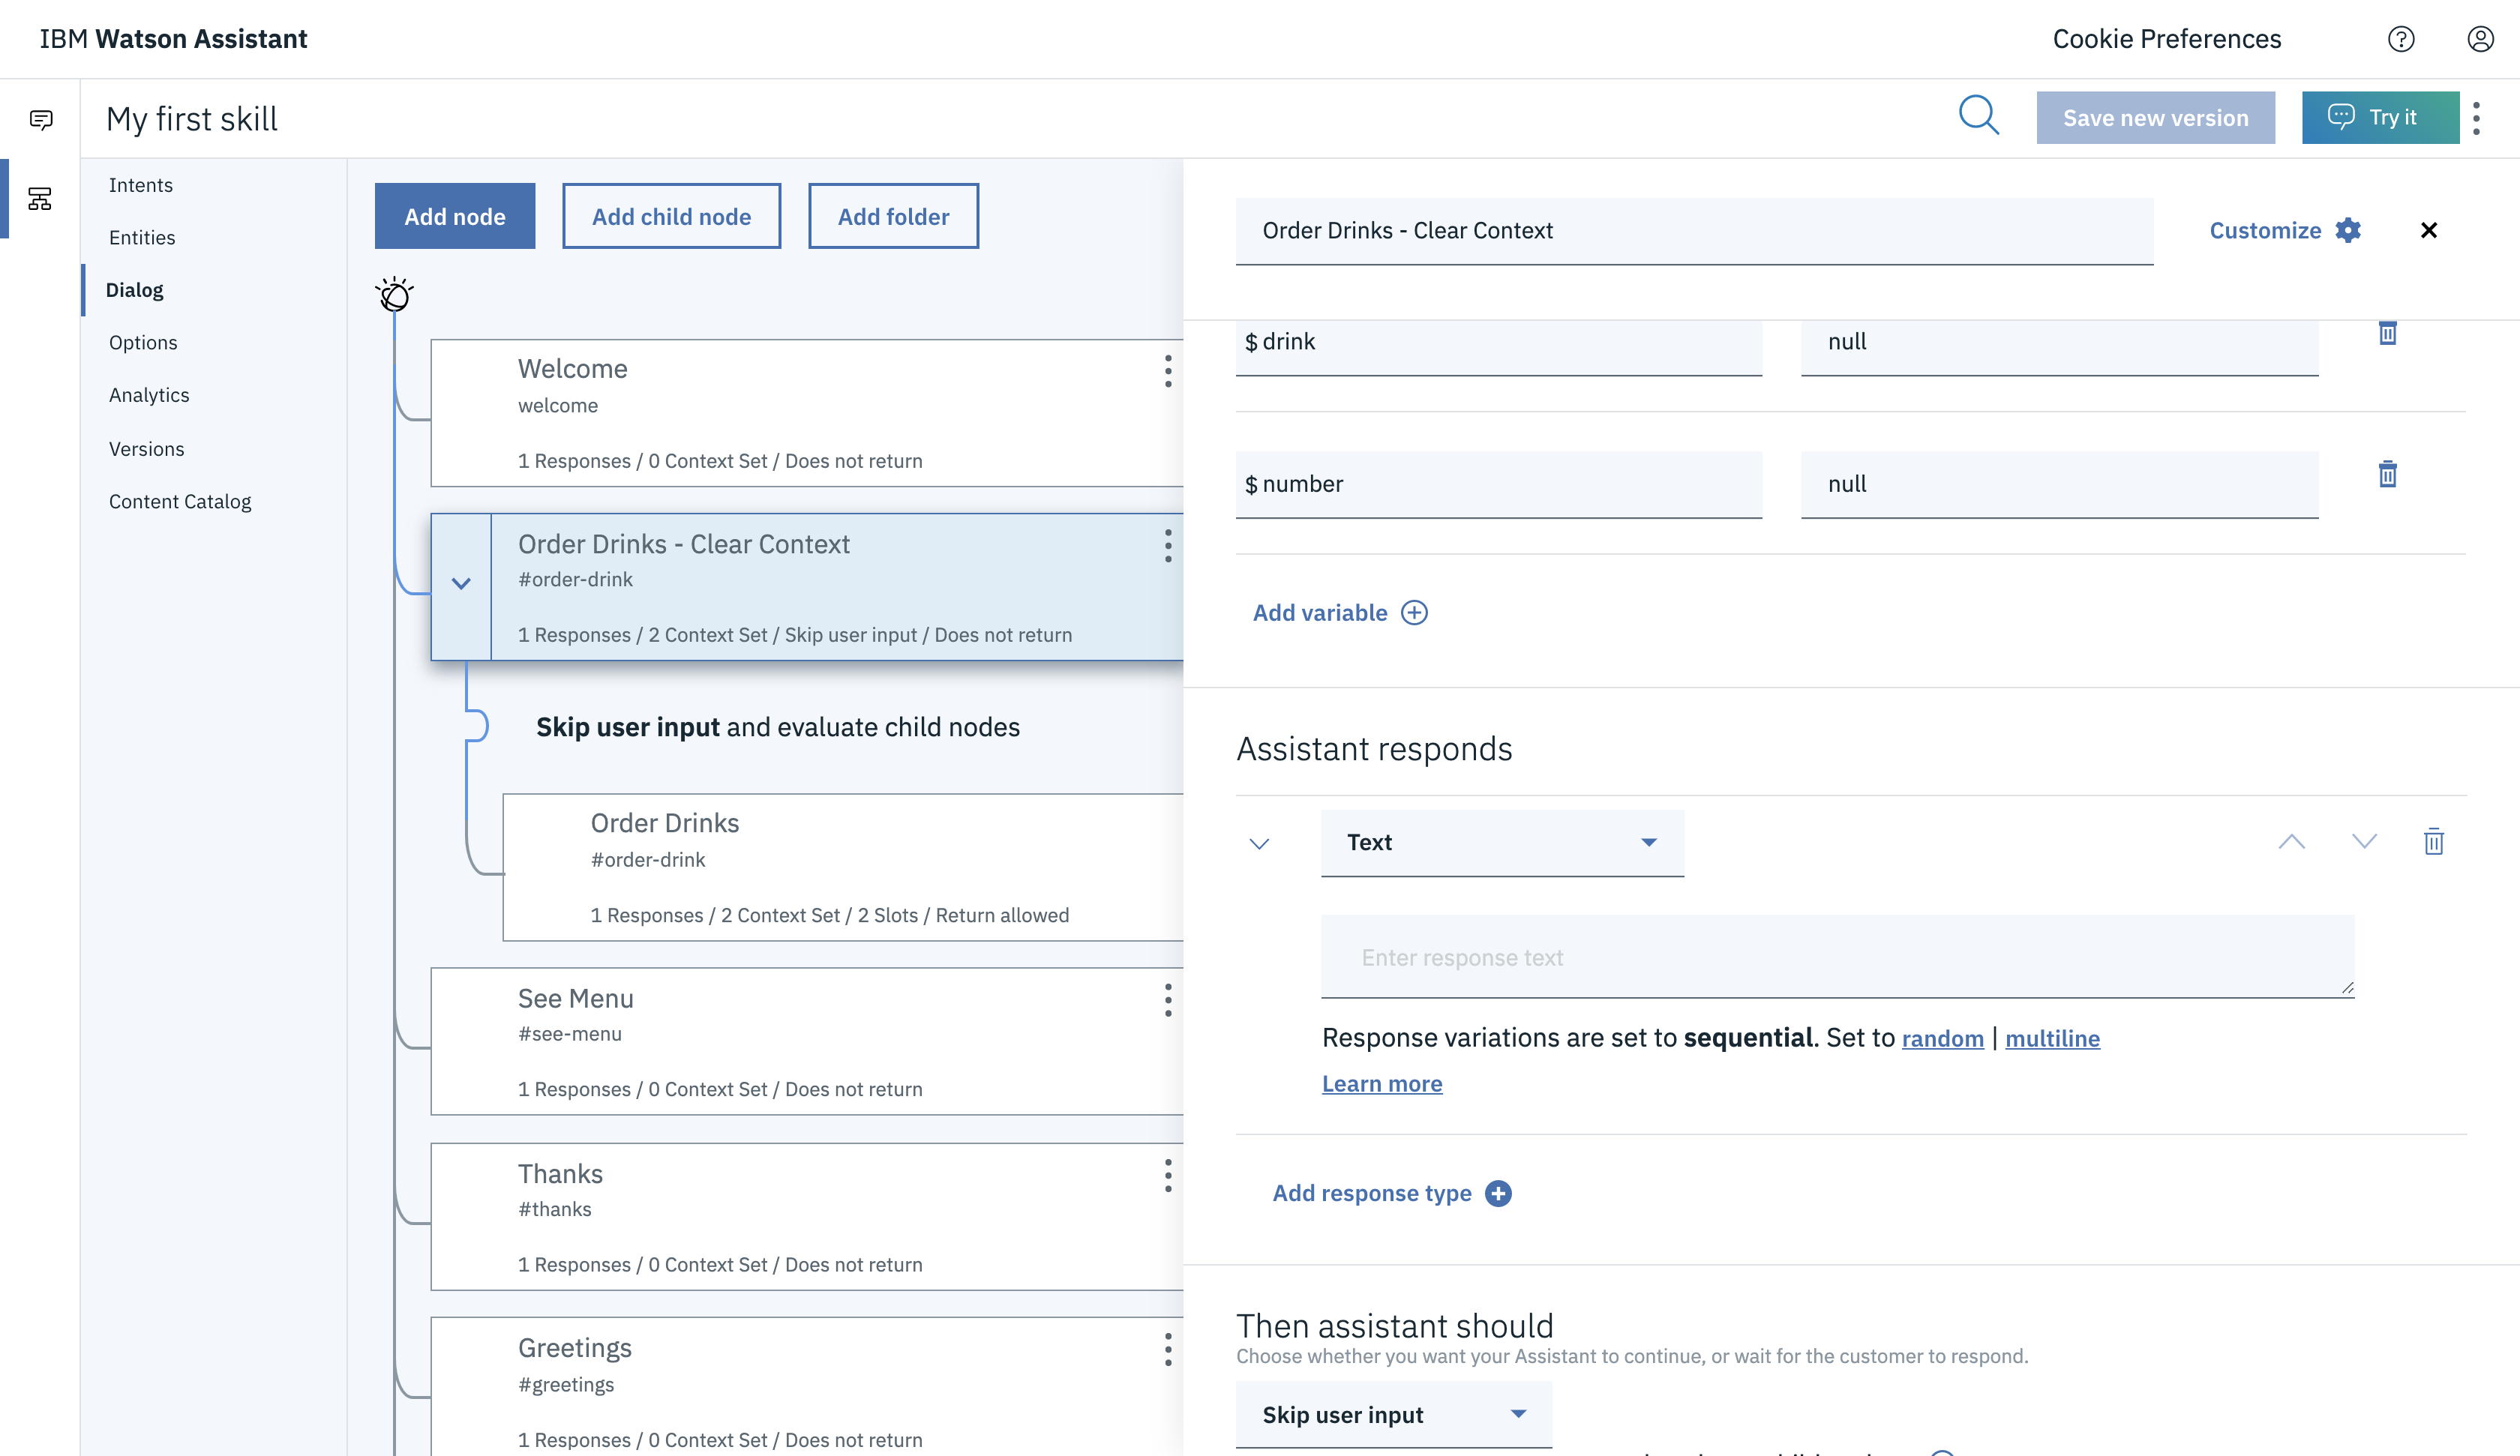 IBM Watson Assistant
Cookie Preferences
My first skill
Save new version
Try it
Intents
Entities
Dialog
Options
Analytics
Versions
Content Catalog
Add node
Add child node
Add folder
Welcome
welcome
1 Responses / 0 Context Set / Does not return
Order Drinks - Clear Context
#order-drink
1 Responses / 2 Context Set / Skip user input / Does not return
Skip user input and evaluate child nodes
Order Drinks
#order-drink
1 Responses / 2 Context Set / 2 Slots / Return allowed
See Menu
#see-menu
1 Responses / 0 Context Set / Does not return
Thanks
#thanks
1 Responses / 0 Context Set / Does not return
Greetings
#greetings
1 Responses / 0 Context Set / Does not return
Order Drinks - Clear Context
Customize
$ drink
null
$ number
null
Add variable
Assistant responds
Text
Enter response text
Response variations are set to sequential. Set to random | multiline
Learn more
Add response type
Then assistant should
Choose whether you want your Assistant to continue, or wait for the customer to respond.
Skip user input